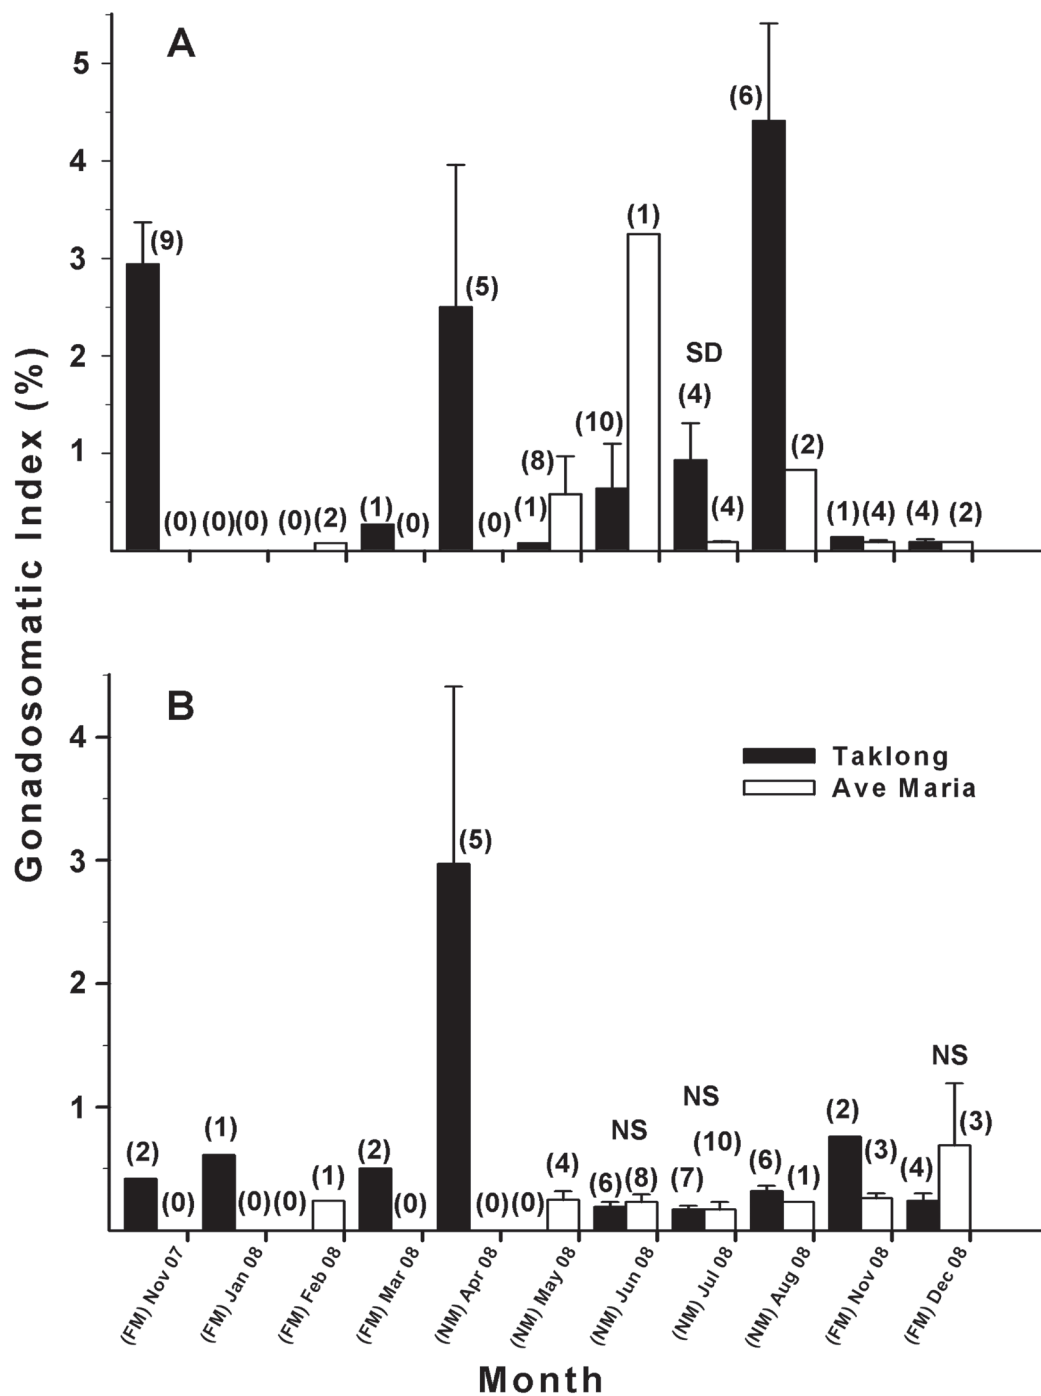 Gonadosomatic Index (%)
A
5
4
3
2
1
(9)
(0)
(0)
(0)
(0)
(2)
(1)
(0)
(5)
(0)
(1)
(8)
(10)
(1)
SD
(4)
(4)
(6)
(2)
(1)
(4)
(4)
(2)
B
4
3
2
1
Taklong
Ave Maria
(2)
(0)
(1)
(0)
(0)
(1)
(2)
(0)
(5)
(0)
(0)
(4)
NS
(6)
(8)
NS
(7)
(10)
(6)
(1)
(2)
(3)
NS
(4)
(3)
(FM) Nov 07
(FM) Jan 08
(FM) Feb 08
(FM) Mar 08
(NM) Apr 08
(NM) May 08
(NM) Jun 08
(NM) Jul 08
(NM) Aug 08
(FM) Nov 08
(FM) Dec 08
Month